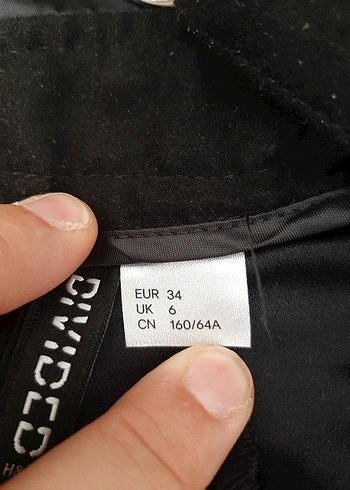 EUR 34
UK 6
CN 160/64A
DIVIDED
H&